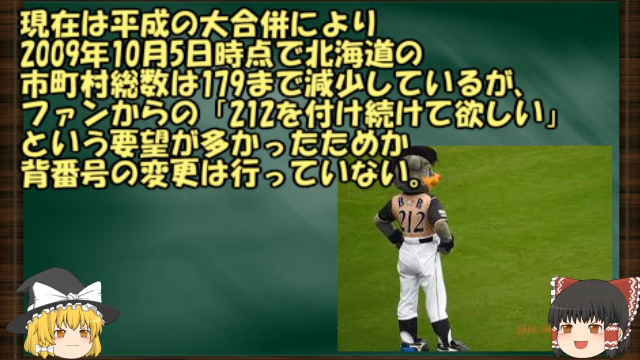 現在は平成の大合併により
2009年10月5日時点で北海道の
市町村総数は179まで減少しているが、
ファンからの「212を付け続けて欲しい」
という要望が多かったためか
背番号の変更は行っていない。
B・B
212